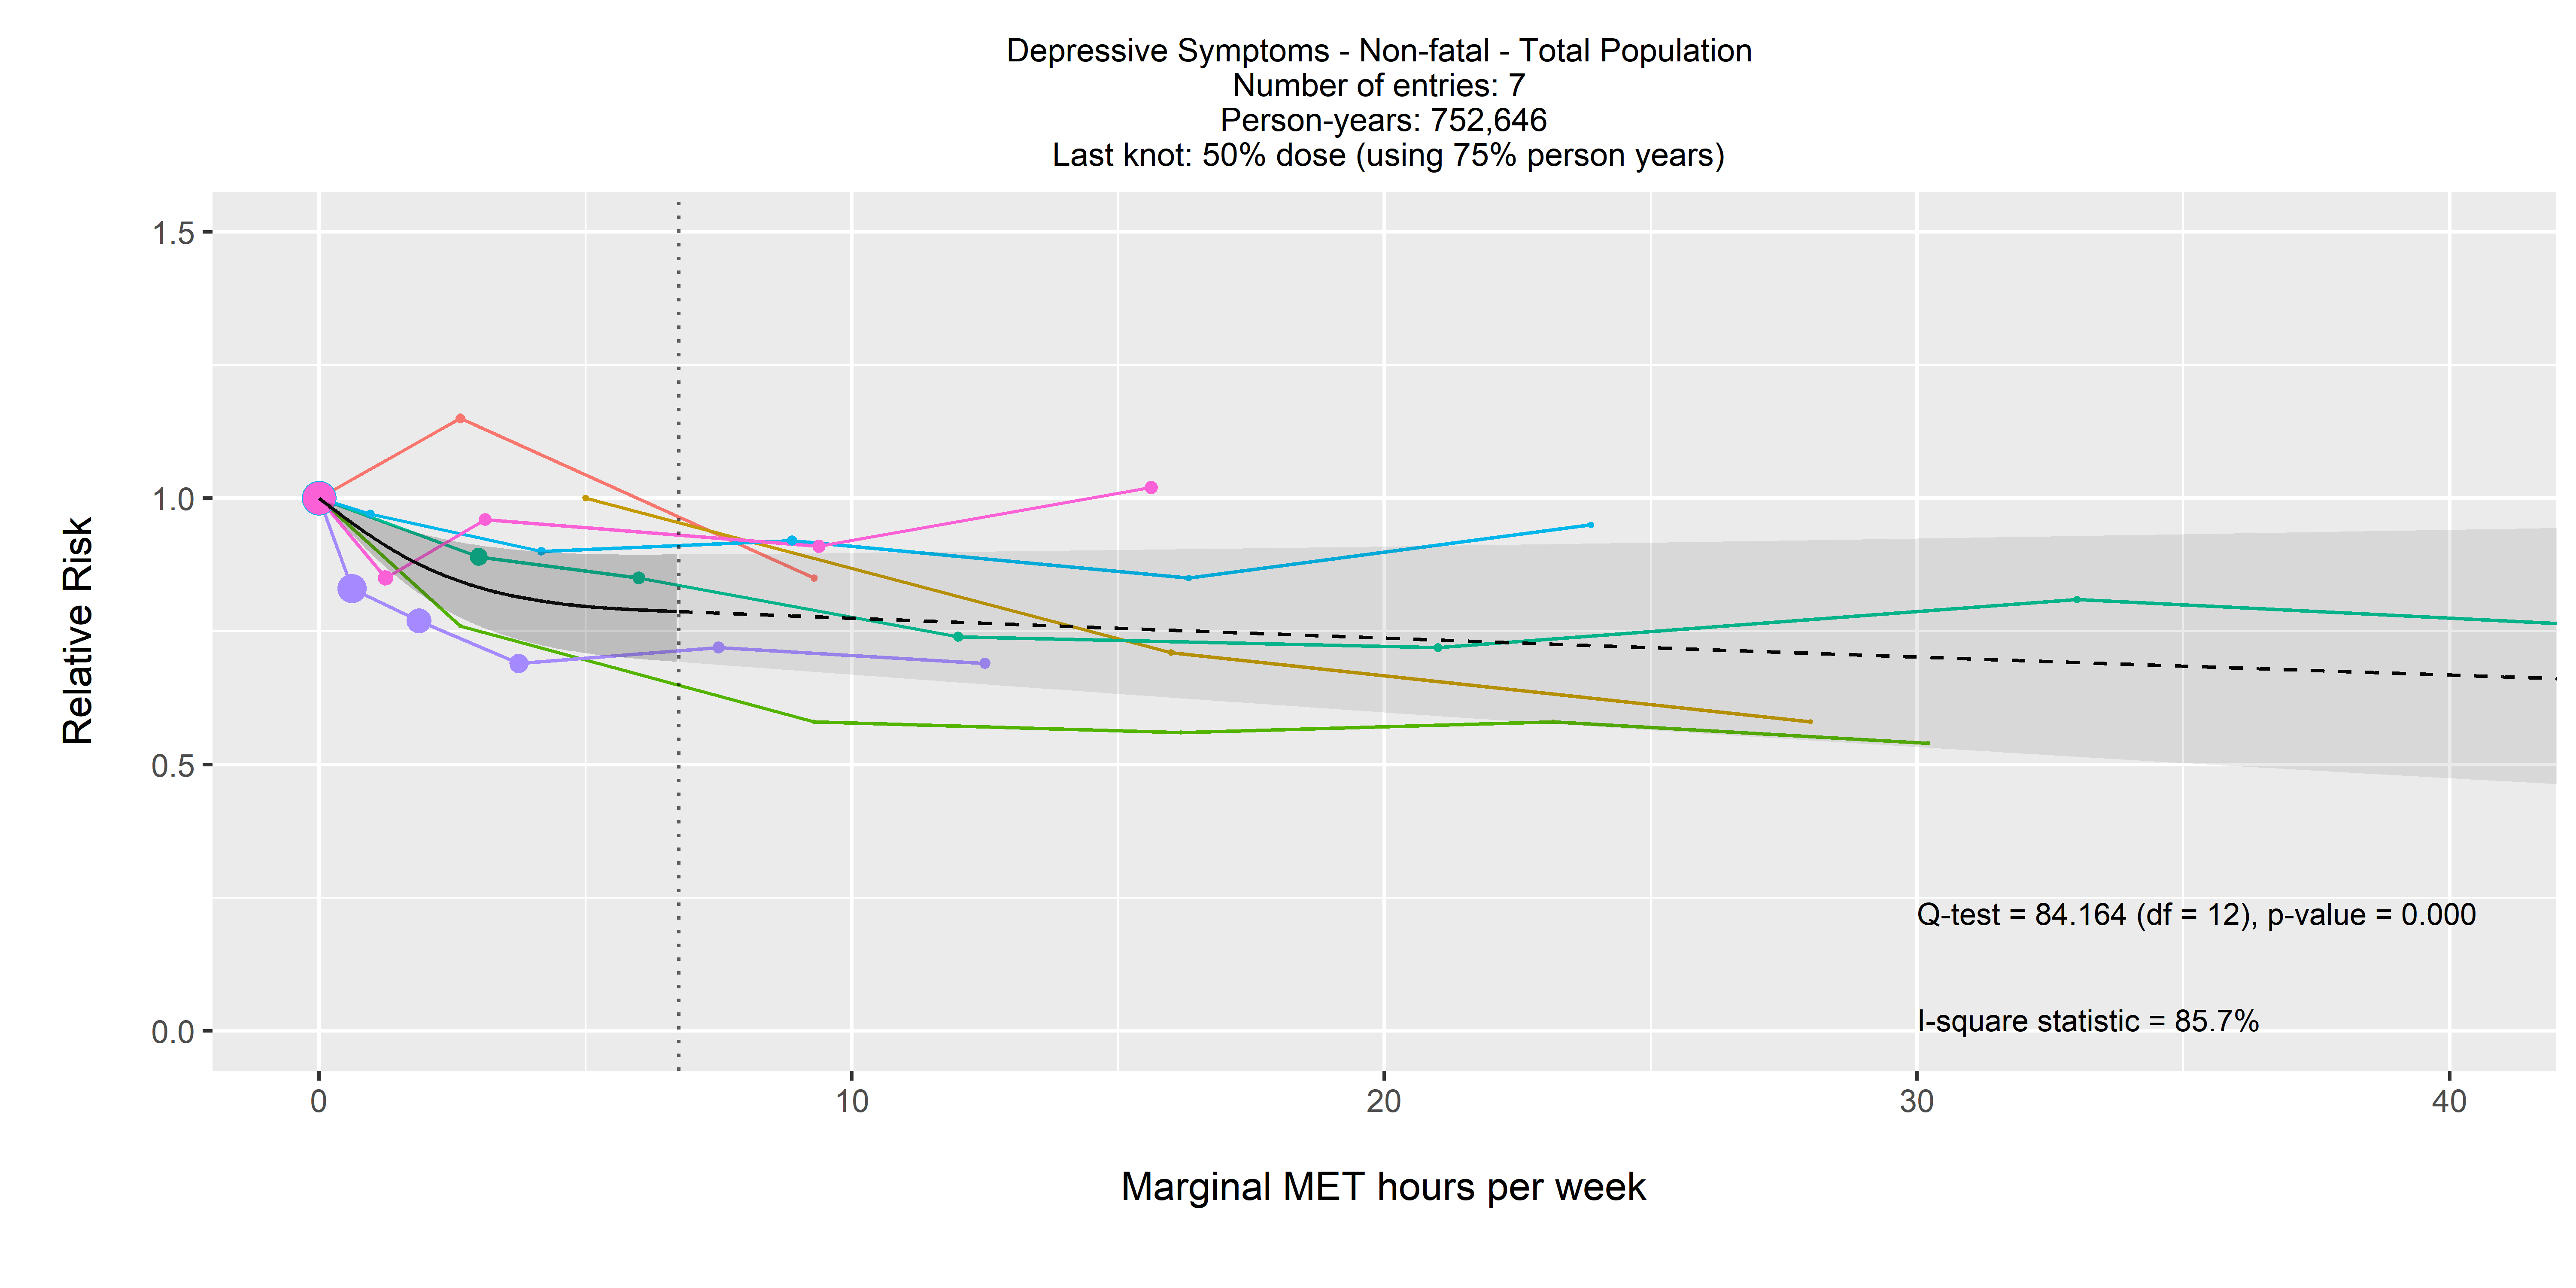 Depressive Symptoms - Non-fatal - Total Population
Number of entries: 7
Person-years: 752,646
Last knot: 50% dose (using 75% person years)
1.5
1.0
0.5
0.0
Relative Risk
Q-test = 84.164 (df = 12), p-value = 0.000
I-square statistic = 85.7%
0 10 20 30 40
Marginal MET hours per week